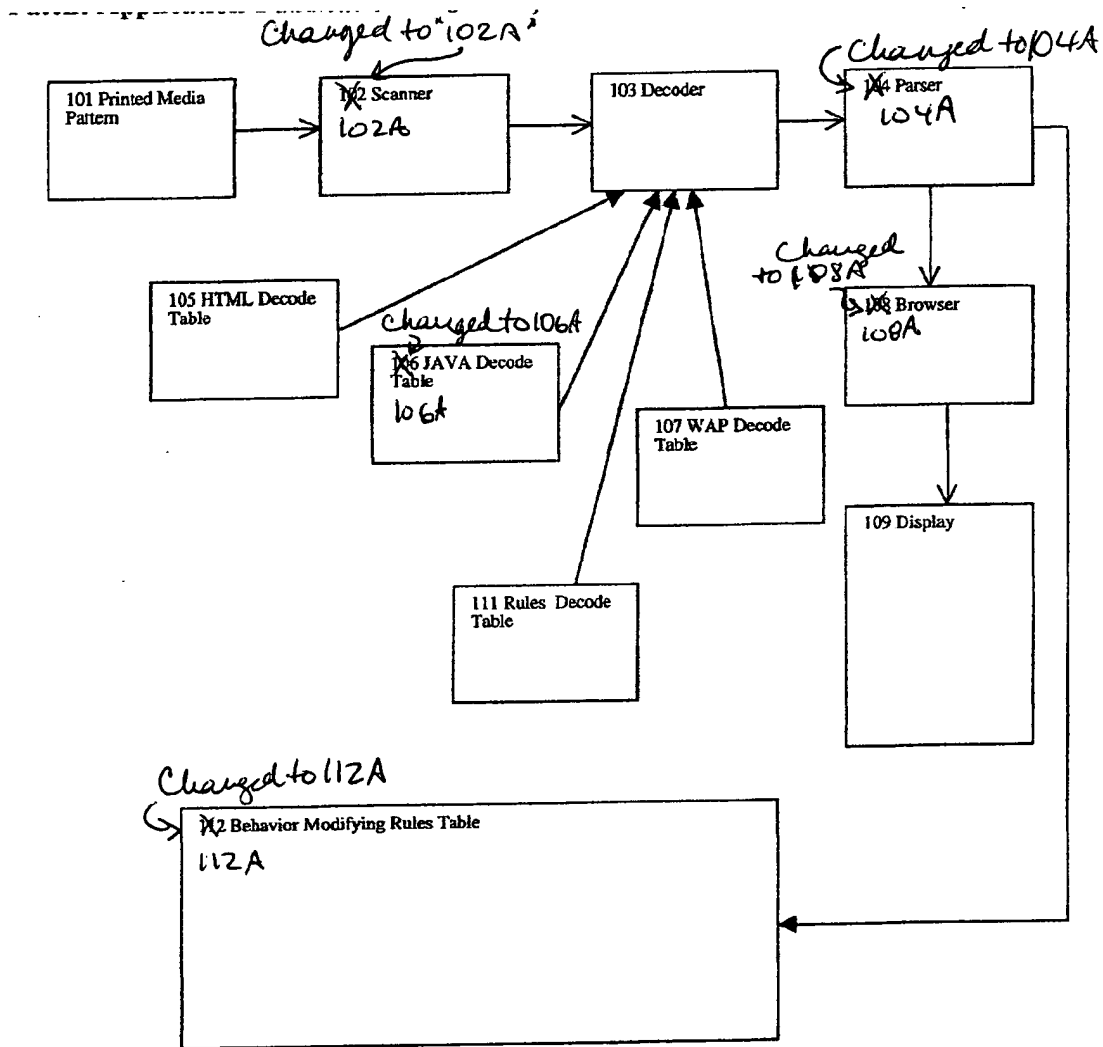 Changed to "102A"
Changed to 104A
101 Printed Media
Pattern
102 Scanner
102A
103 Decoder
104 Parser
104A
Changed
to 108A
105 HTML Decode
Table
Changed to 106A
108 Browser
108A
106 JAVA Decode
Table
106A
107 WAP Decode
Table
109 Display
111 Rules Decode
Table
Changed to 112A
112 Behavior Modifying Rules Table
112A